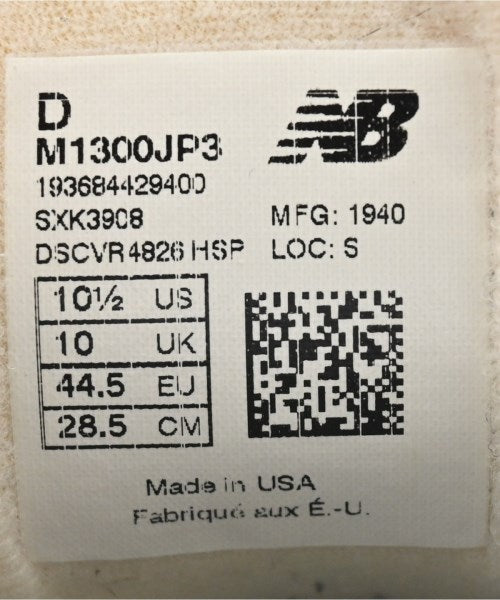 D
NB
M1300JP3
193684429400
SXK3908
MFG: 1940
DSCVR4826 HSP
LOC: S
10½ US
10 UK
44.5 EU
28.5 CM
Made in USA
Fabriqué aux É.-U.